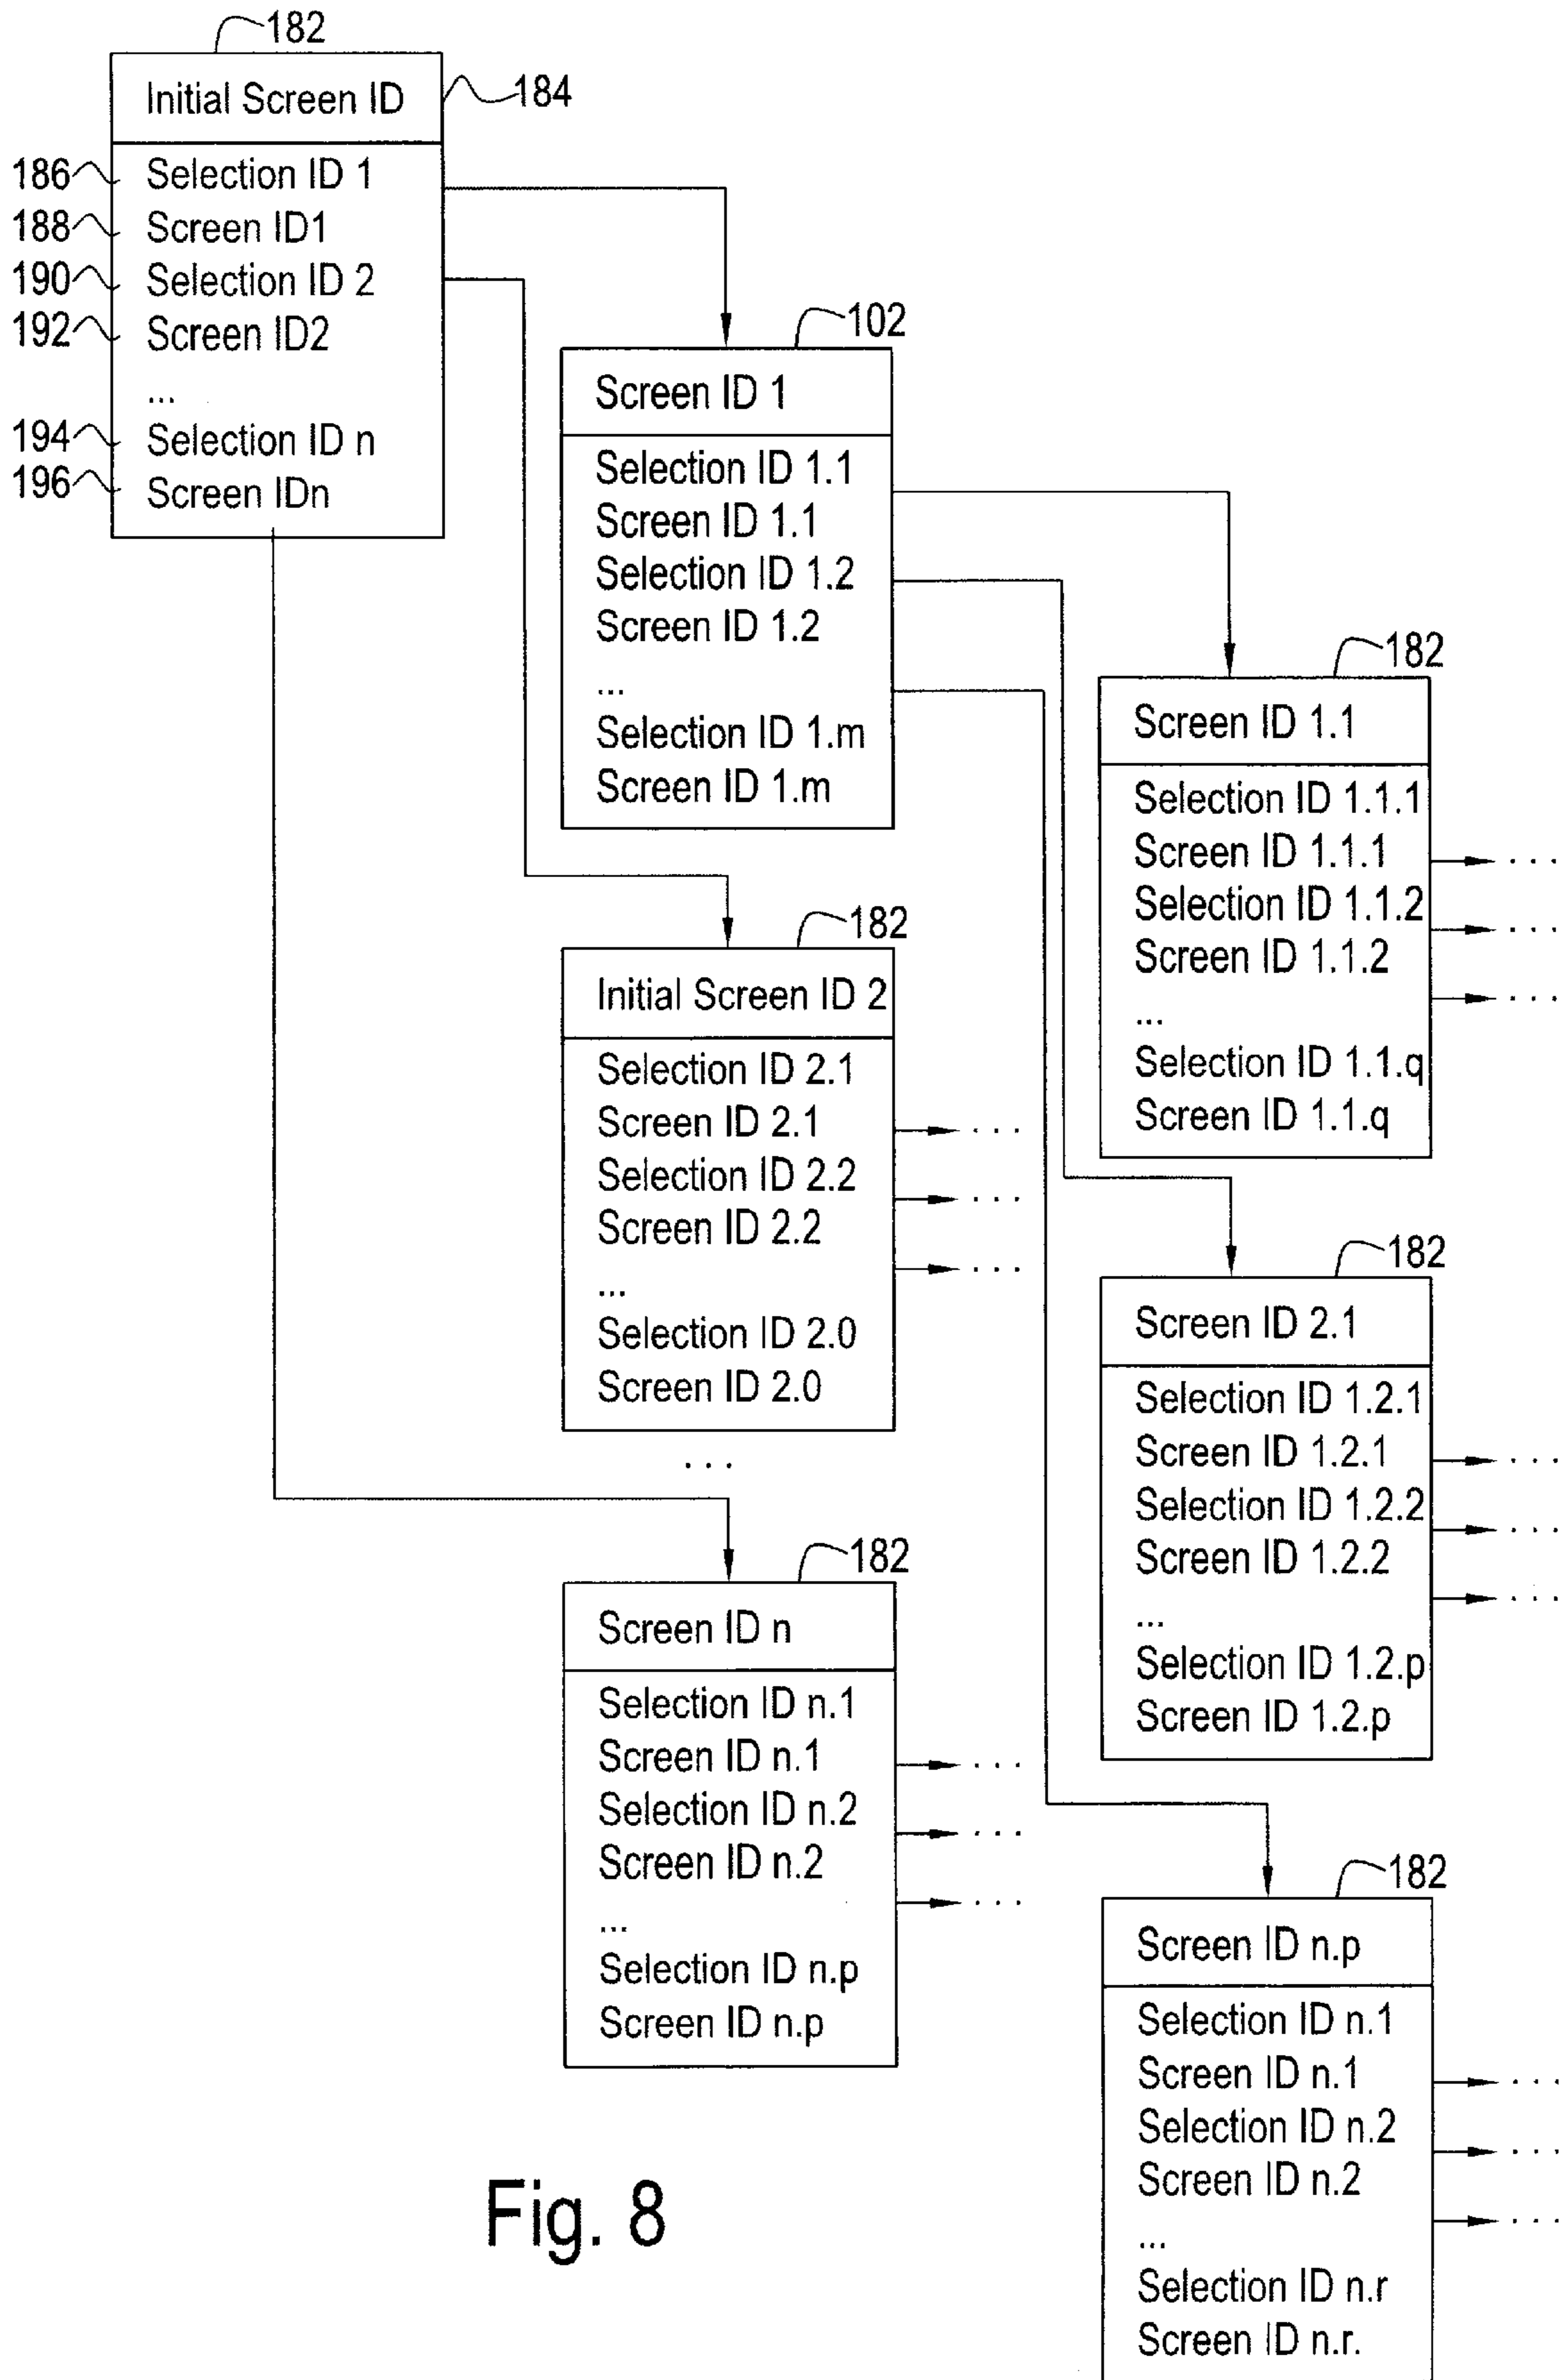 182
Initial Screen ID
184
186
Selection ID 1
188
Screen ID1
190
Selection ID 2
192
Screen ID2
...
194
Selection ID n
196
Screen IDn
102
Screen ID 1
Selection ID 1.1
Screen ID 1.1
Selection ID 1.2
Screen ID 1.2
...
Selection ID 1.m
Screen ID 1.m
182
Screen ID 1.1
Selection ID 1.1.1
Screen ID 1.1.1
...
Selection ID 1.1.2
...
Screen ID 1.1.2
...
...
Selection ID 1.1.q
Screen ID 1.1.q
182
Initial Screen ID 2
Selection ID 2.1
Screen ID 2.1
...
Selection ID 2.2
...
Screen ID 2.2
...
...
Selection ID 2.0
Screen ID 2.0
...
182
Screen ID 2.1
Selection ID 1.2.1
Screen ID 1.2.1
...
Selection ID 1.2.2
...
Screen ID 1.2.2
...
...
Selection ID 1.2.p
Screen ID 1.2.p
182
Screen ID n
Selection ID n.1
Screen ID n.1
...
Selection ID n.2
...
Screen ID n.2
...
...
Selection ID n.p
Screen ID n.p
182
Screen ID n.p
Selection ID n.1
Screen ID n.1
...
Selection ID n.2
...
Screen ID n.2
...
...
Selection ID n.r
Screen ID n.r.
Fig. 8